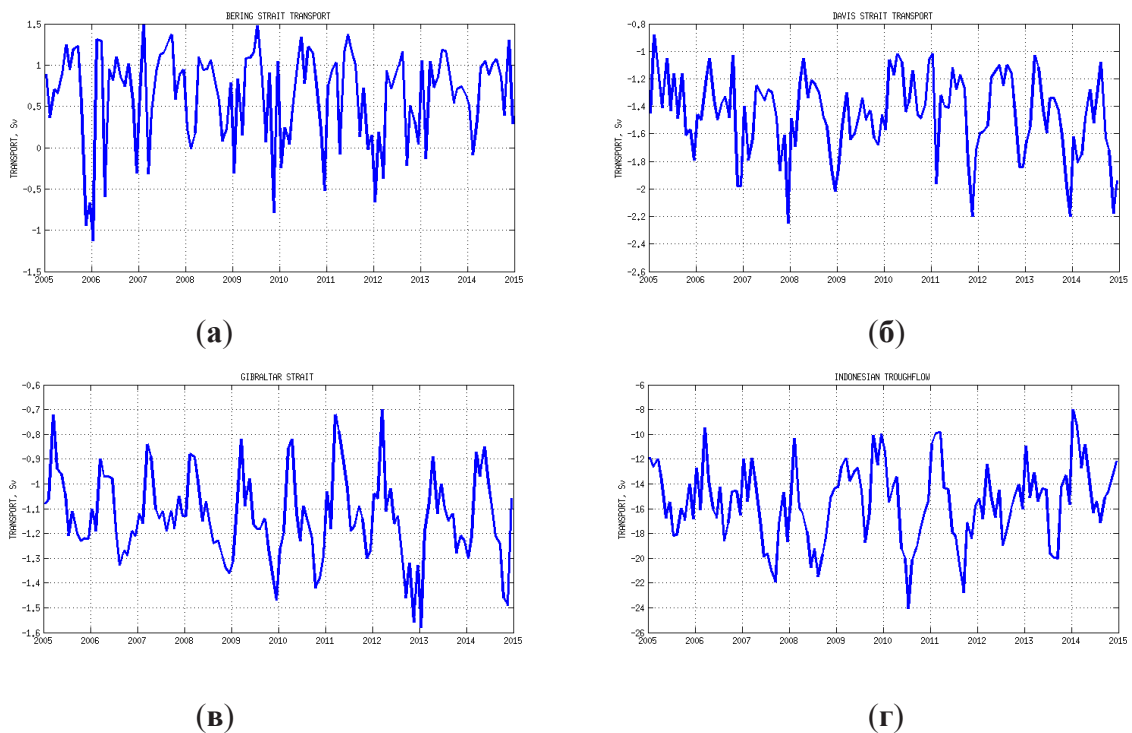 BERING STRAIT TRANSPORT
TRANSPORT, Sv
1.5
1
0.5
0
-0.5
-1
-1.5
2005 2006 2007 2008 2009 2010 2011 2012 2013 2014 2015
(а)
DAVIS STRAIT TRANSPORT
TRANSPORT, Sv
-0.8
-1
-1.2
-1.4
-1.6
-1.8
-2
-2.2
-2.4
-2.6
2005 2006 2007 2008 2009 2010 2011 2012 2013 2014 2015
(б)
GIBRALTAR STRAIT
TRANSPORT, Sv
-0.6
-0.7
-0.8
-0.9
-1
-1.1
-1.2
-1.3
-1.4
-1.5
-1.6
2005 2006 2007 2008 2009 2010 2011 2012 2013 2014 2015
(в)
INDONESIAN TROUGHFLOW
TRANSPORT, Sv
-6
-8
-10
-12
-14
-16
-18
-20
-22
-24
-26
2005 2006 2007 2008 2009 2010 2011 2012 2013 2014 2015
(г)